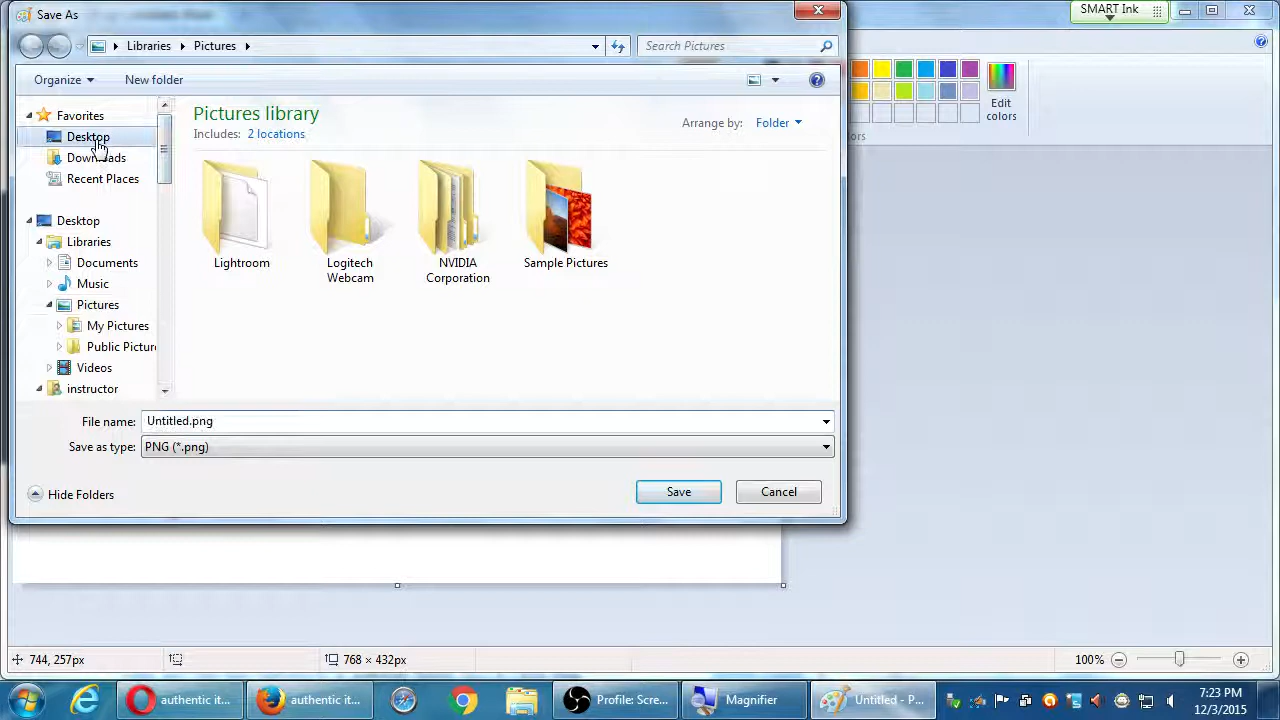 Save As
SMART Ink
Libraries
Pictures
Search Pictures
Organize
New folder
Edit colors
Favorites
Desktop
Downloads
Recent Places
Desktop
Libraries
Documents
Music
Pictures
My Pictures
Public Pictur
Videos
instructor
Pictures library
Includes: 2 locations
Arrange by: Folder
Lightroom
Logitech Webcam
NVIDIA Corporation
Sample Pictures
File name: Untitled.png
Save as type: PNG (*.png)
Hide Folders
Save
Cancel
744, 257px
768 × 432px
100%
authentic it...
authentic it...
Profile: Scre...
Magnifier
Untitled - P...
7:23 PM
12/3/2015